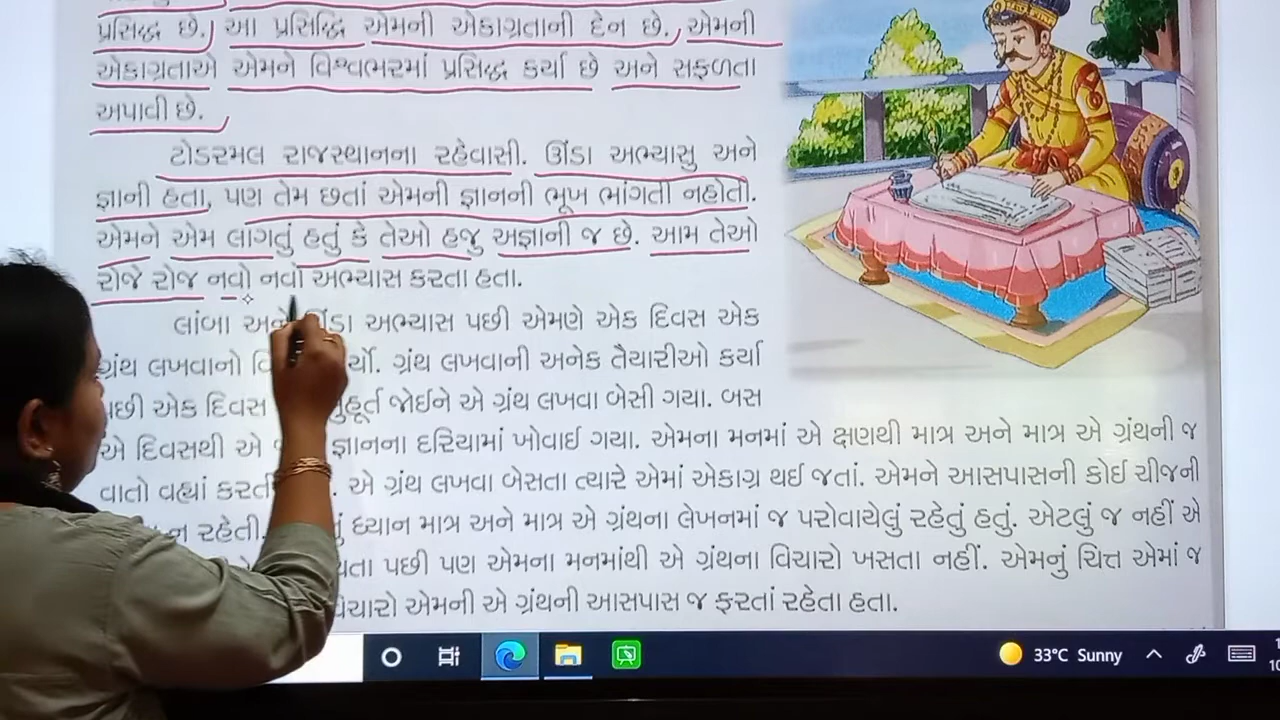 પ્રસિદ્ધ છે. આ પ્રસિદ્ધિ એમની એકાગ્રતાની દેન છે. એમની
એકાગ્રતાએ એમને વિશ્વભરમાં પ્રસિદ્ધ કર્યા છે અને સફળતા
અપાવી છે.
ટોડરમલ રાજસ્થાનના રહેવાસી. ઊંડા અભ્યાસુ અને
જ્ઞાની હતા, પણ તેમ છતાં એમની જ્ઞાનની ભૂખ ભાંગતી નહોતી.
એમને એમ લાગતું હતું કે તેઓ હજુ અજ્ઞાની જ છે. આમ તેઓ
રોજે રોજ નવો નવો અભ્યાસ કરતા હતા.
લાંબા અને ઊંડા અભ્યાસ પછી એમણે એક દિવસ એક
ગ્રંથ લખવાનો ર્યો. ગ્રંથ લખવાની અનેક તૈયારીઓ કર્યા
પછી એક દિવસ મુહૂર્ત જોઈને એ ગ્રંથ લખવા બેસી ગયા. બસ
એ દિવસથી એ જ્ઞાનના દરિયામાં ખોવાઈ ગયા. એમના મનમાં એ ક્ષણથી માત્ર અને માત્ર એ ગ્રંથની જ
વાતો વહ્યાં કરતી. એ ગ્રંથ લખવા બેસતા ત્યારે એમાં એકાગ્ર થઈ જતાં. એમને આસપાસની કોઈ ચીજની
રહેતી. ધ્યાન માત્ર અને માત્ર એ ગ્રંથના લેખનમાં જ પરોવાયેલું રહેતું હતું. એટલું જ નહીં એ
પછી પણ એમના મનમાંથી એ ગ્રંથના વિચારો ખસતા નહીં. એમનું ચિત્ત એમાં જ
વિચારો એમની એ ગ્રંથની આસપાસ જ ફરતાં રહેતા હતા.
33°C Sunny